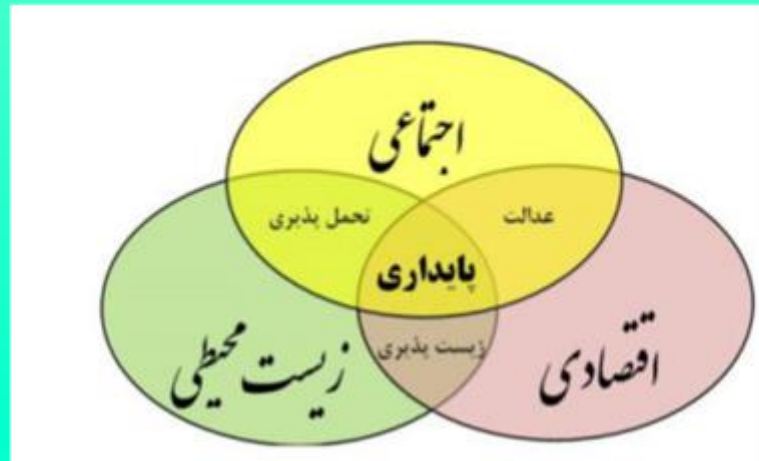 اجتماعی
عدالت
تحمل پذیری
پایداری
زیست پذیری
اقتصادی
زیست محیطی